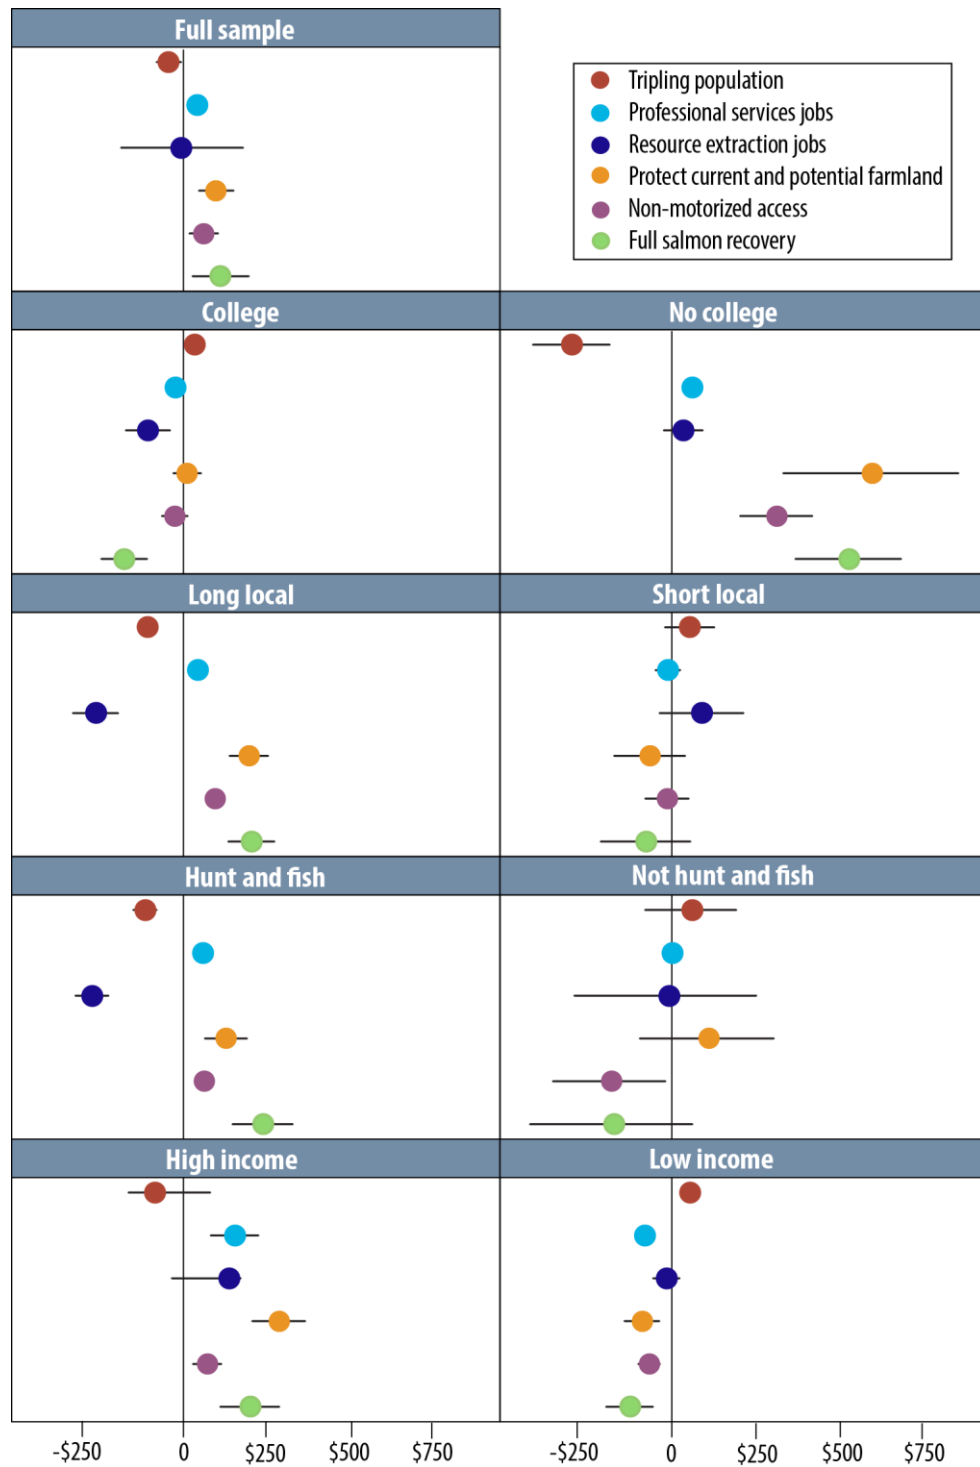 Full sample
Tripling population
Professional services jobs
Resource extraction jobs
Protect current and potential farmland
Non-motorized access
Full salmon recovery
College
No college
Long local
Short local
Hunt and fish
Not hunt and fish
High income
Low income
-$250 0 $250 $500 $750
-$250 0 $250 $500 $750